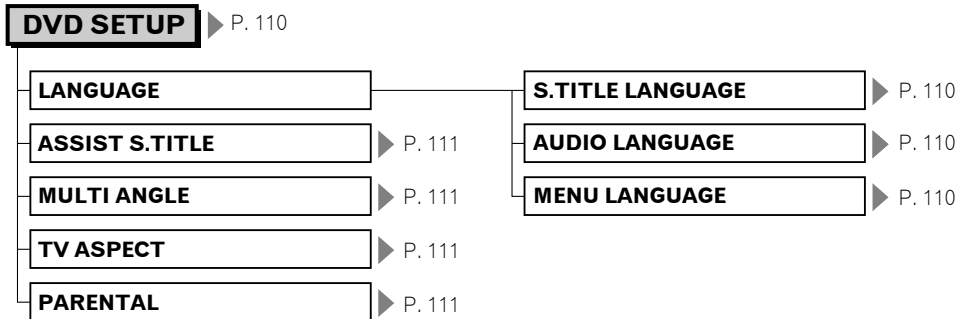 DVD SETUP P. 110
LANGUAGE S.TITLE LANGUAGE P. 110
ASSIST S.TITLE P. 111 AUDIO LANGUAGE P. 110
MULTI ANGLE P. 111 MENU LANGUAGE P. 110
TV ASPECT P. 111
PARENTAL P. 111